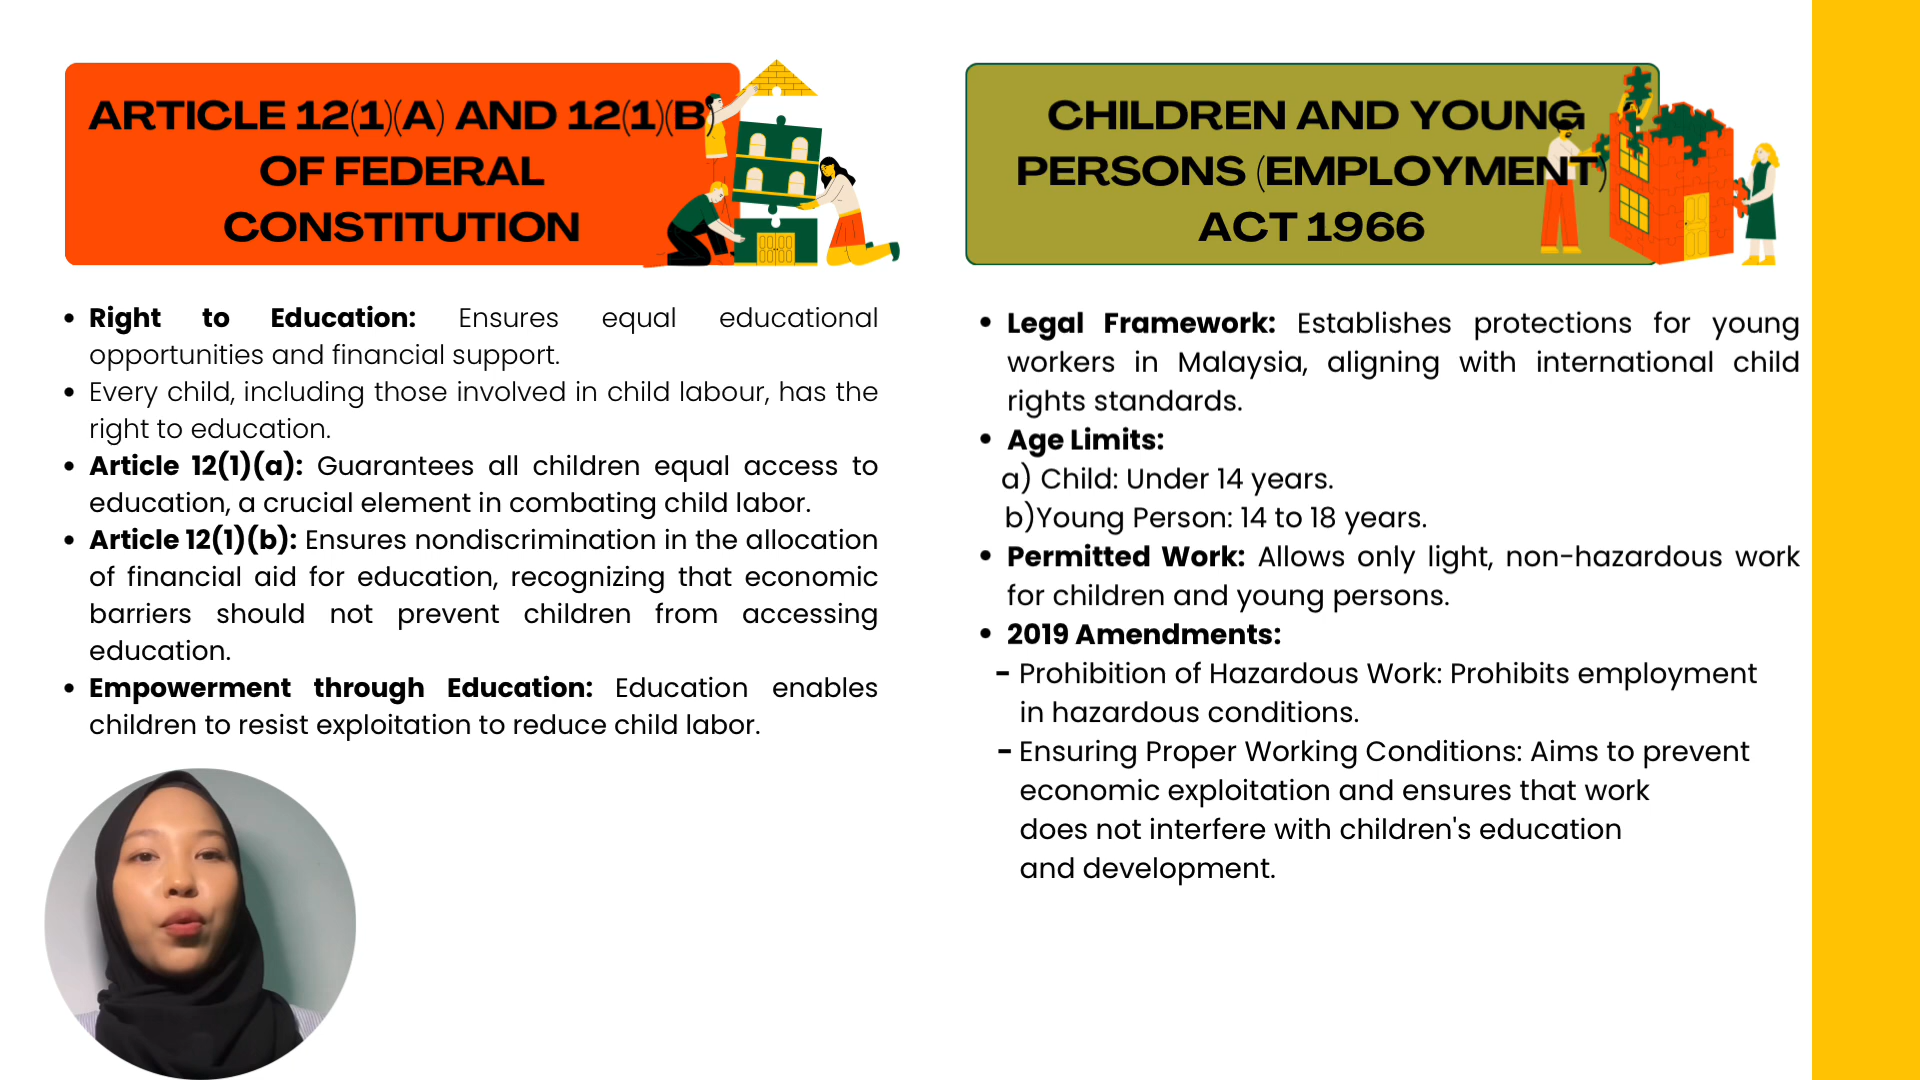 ARTICLE 12(1)(A) AND 12(1)(B
OF FEDERAL
CONSTITUTION
Right to Education: Ensures equal educational
opportunities and financial support.
Every child, including those involved in child labour, has the
right to education.
Article 12(1)(a): Guarantees all children equal access to
education, a crucial element in combating child labor.
Article 12(1)(b): Ensures nondiscrimination in the allocation
of financial aid for education, recognizing that economic
barriers should not prevent children from accessing
education.
Empowerment through Education: Education enables
children to resist exploitation to reduce child labor.
CHILDREN AND YOUNG
PERSONS (EMPLOYMENT)
ACT 1966
Legal Framework: Establishes protections for young
workers in Malaysia, aligning with international child
rights standards.
Age Limits:
a) Child: Under 14 years.
b)Young Person: 14 to 18 years.
Permitted Work: Allows only light, non-hazardous work
for children and young persons.
2019 Amendments:
- Prohibition of Hazardous Work: Prohibits employment
in hazardous conditions.
- Ensuring Proper Working Conditions: Aims to prevent
economic exploitation and ensures that work
does not interfere with children's education
and development.